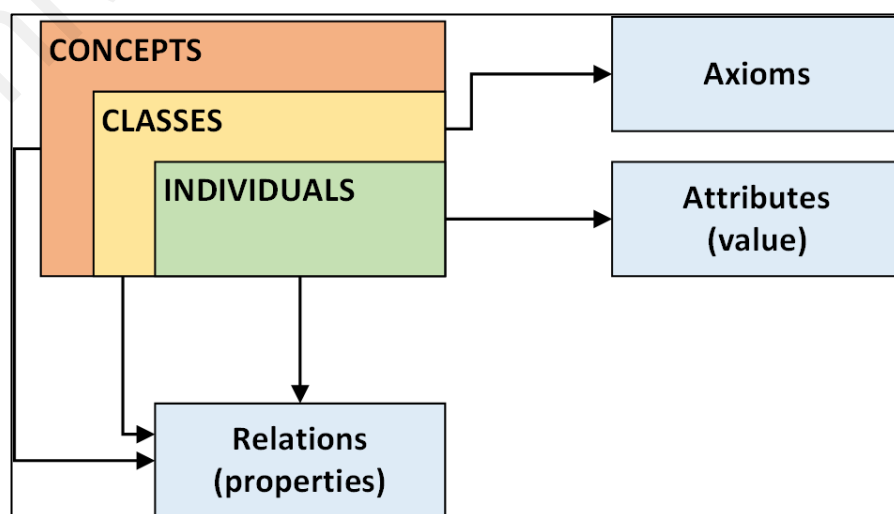 CONCEPTS
CLASSES
INDIVIDUALS
Axioms
Attributes
(value)
Relations
(properties)